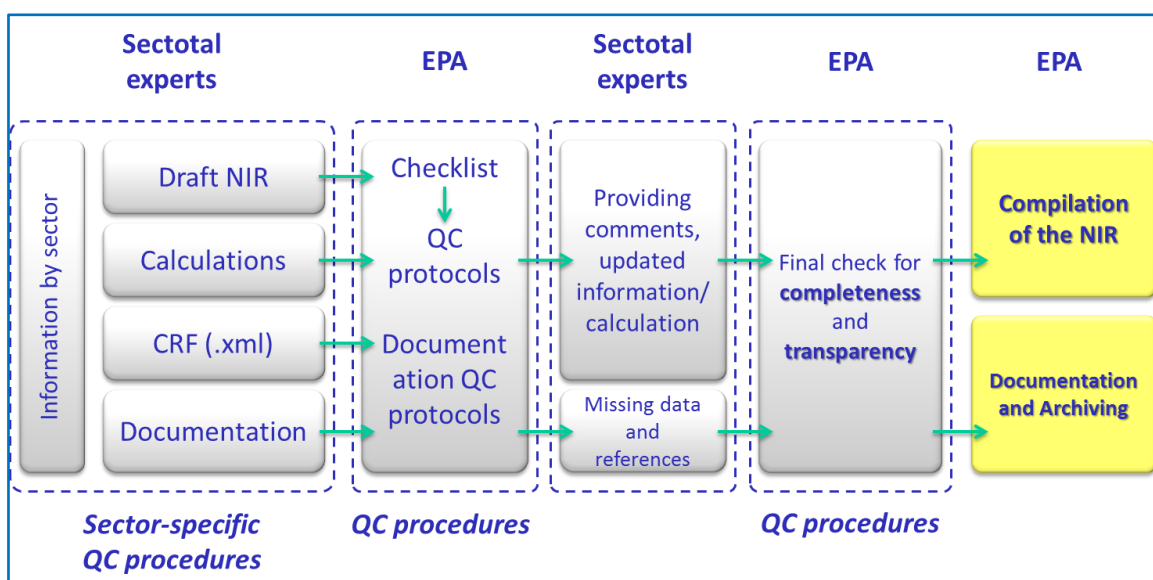 Sectotal
experts
EPA
Sectotal
experts
EPA
EPA
Information by sector
Draft NIR
Calculations
CRF (.xml)
Documentation
Checklist
QC
protocols
Document
ation QC
protocols
Providing
comments,
updated
information/
calculation
Missing data
and
references
Final check for
completeness
and
transparency
Compilation
of the NIR
Documentation
and Archiving
Sector-specific
QC procedures
QC procedures
QC procedures